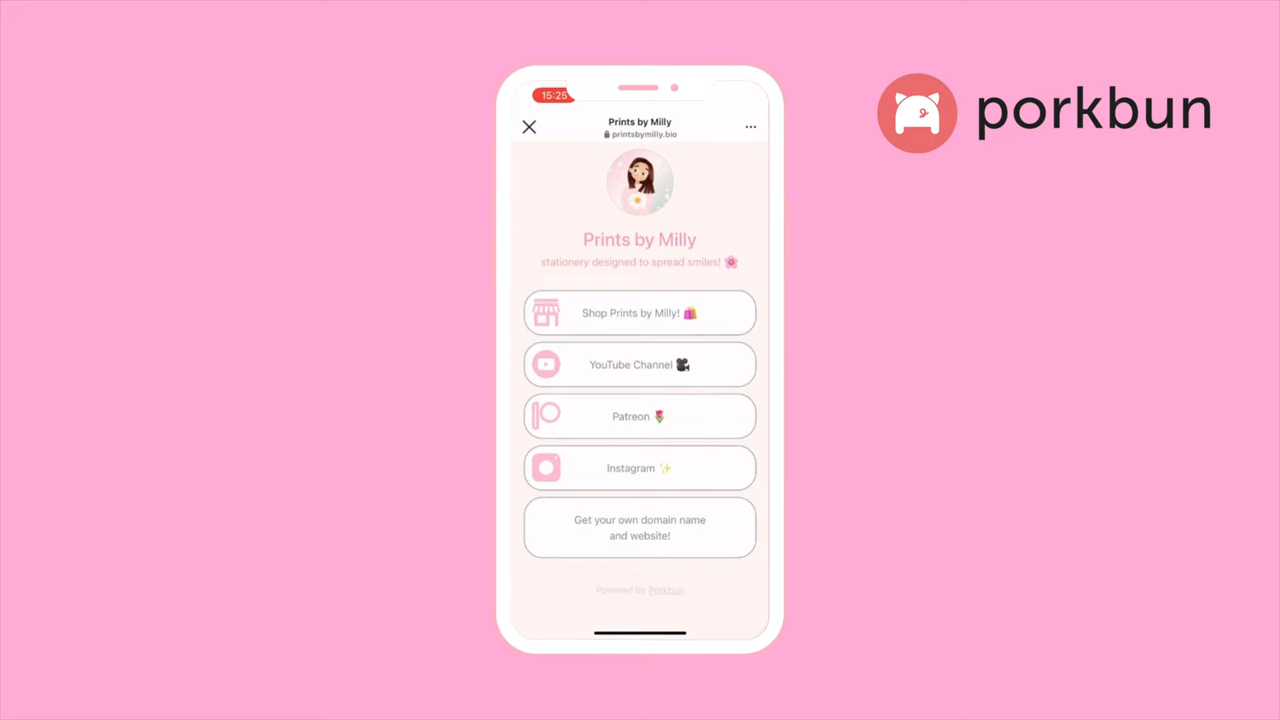 porkbun
15:25
Prints by Milly
printsbymilly.bio
Prints by Milly
stationery designed to spread smiles! 🌸
Shop Prints by Milly! 🛍️
YouTube Channel 🎥
Patreon 🌷
Instagram ✨
Get your own domain name
and website!
Powered by Porkbun